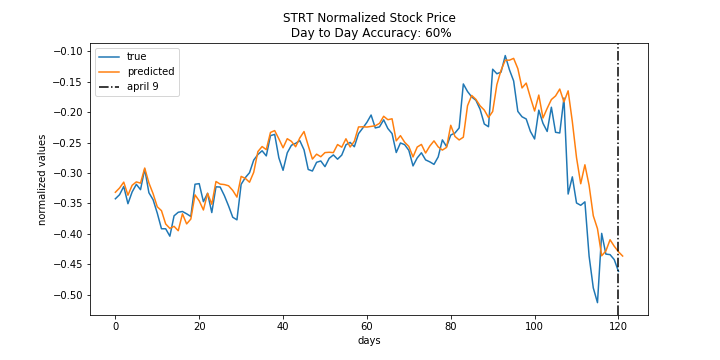 STRT Normalized Stock Price
Day to Day Accuracy: 60%
true
predicted
april 9
normalized values
−0.10
−0.15
−0.20
−0.25
−0.30
−0.35
−0.40
−0.45
−0.50
0
20
40
60
80
100
120
days